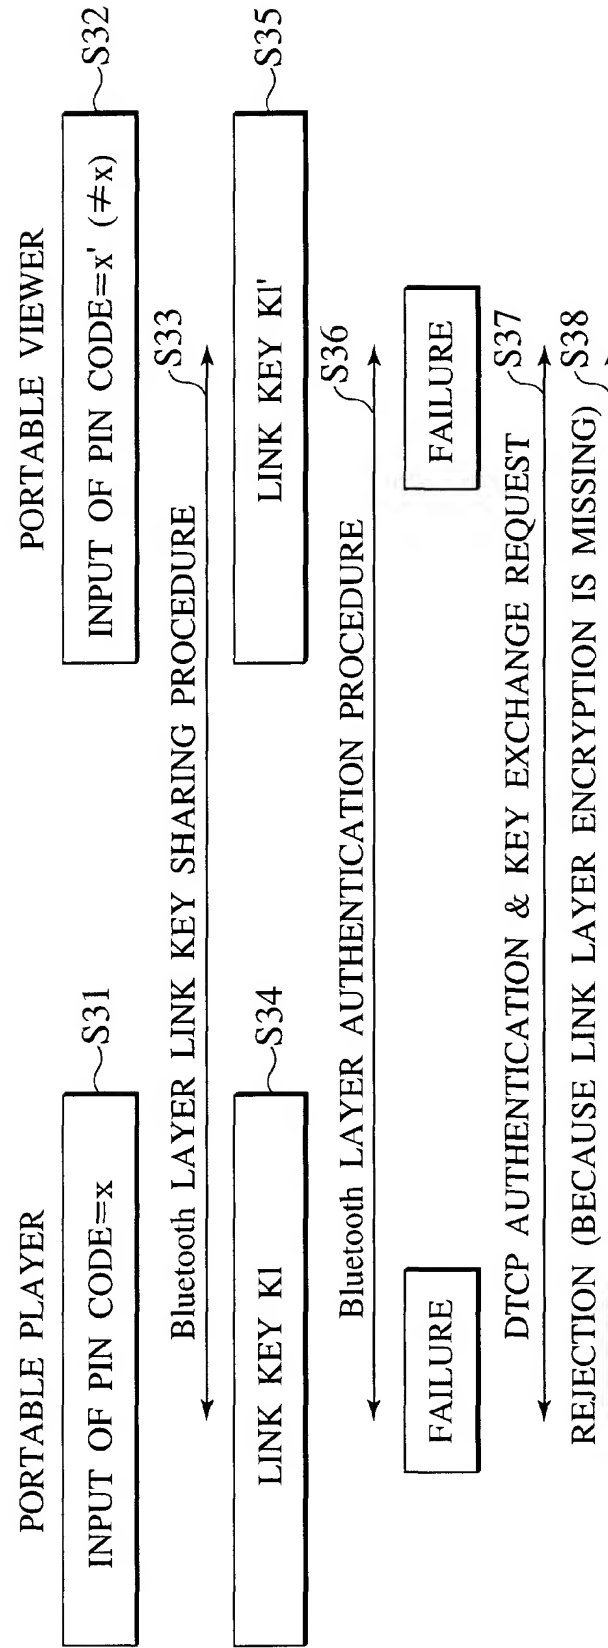 PORTABLE PLAYER
PORTABLE VIEWER
INPUT OF PIN CODE=x
S31
INPUT OF PIN CODE=x' (≠x)
S32
Bluetooth LAYER LINK KEY SHARING PROCEDURE
S33
LINK KEY Kl
S34
LINK KEY Kl'
S35
Bluetooth LAYER AUTHENTICATION PROCEDURE
S36
FAILURE
FAILURE
DTCP AUTHENTICATION & KEY EXCHANGE REQUEST
S37
REJECTION (BECAUSE LINK LAYER ENCRYPTION IS MISSING)
S38